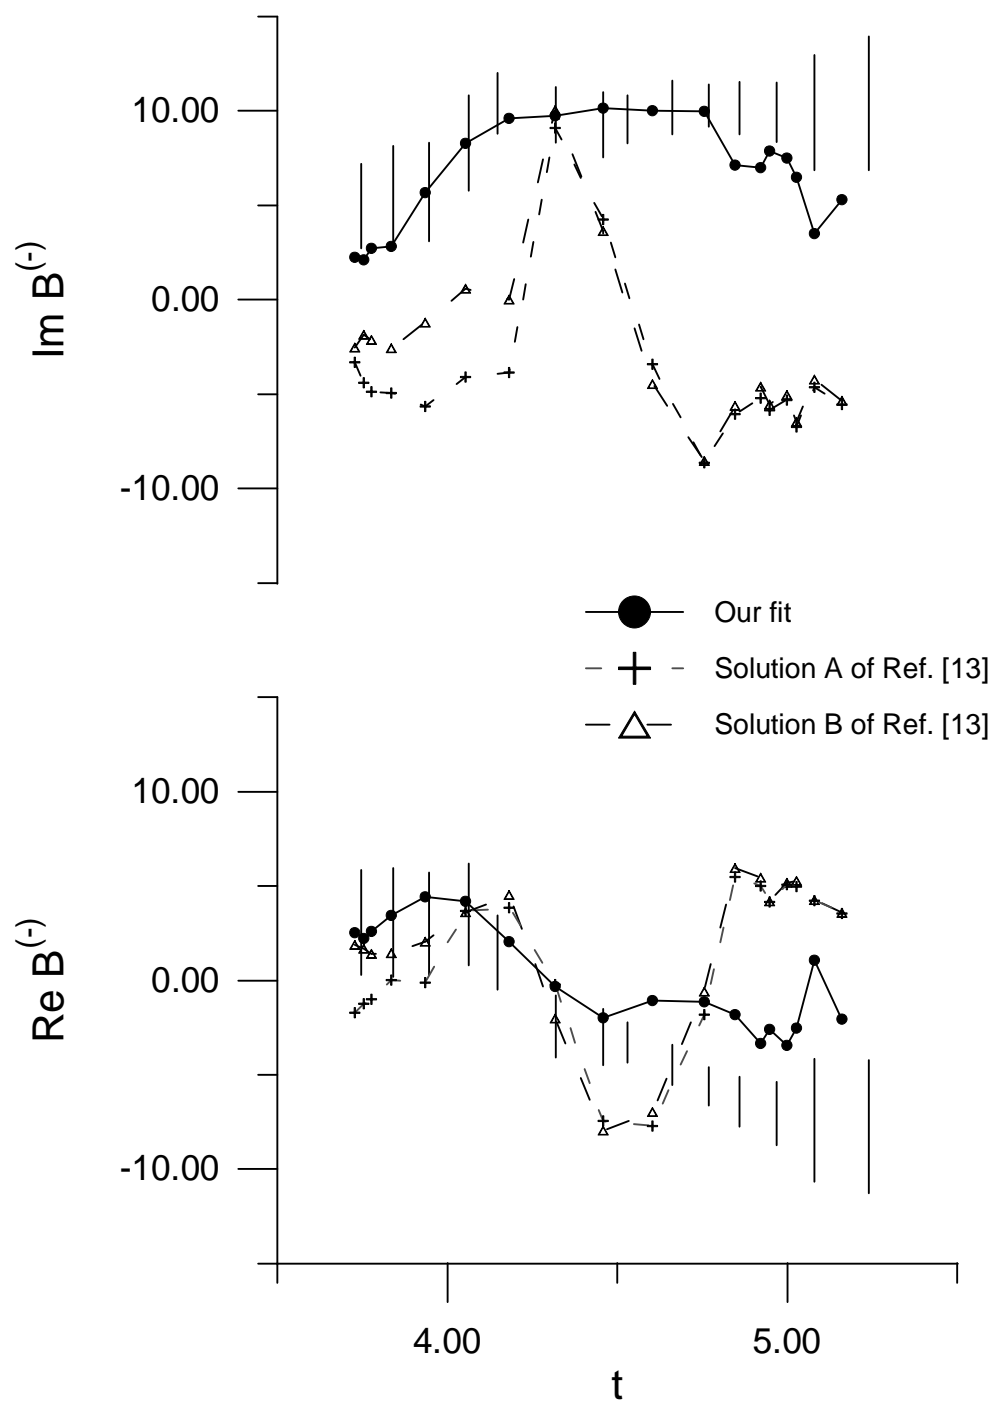 10.00
0.00
-10.00
Im B(-)
Our fit
Solution A of Ref. [13]
Solution B of Ref. [13]
10.00
0.00
-10.00
Re B(-)
4.00 5.00
t